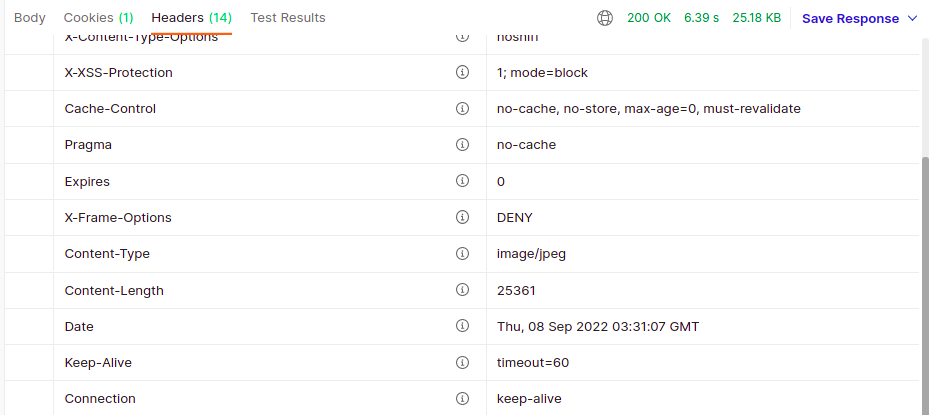 Body Cookies (1) Headers (14) Test Results 200 OK 6.39 s 25.18 KB Save Response
X-Content-Type-Options nosniff
X-XSS-Protection 1; mode=block
Cache-Control no-cache, no-store, max-age=0, must-revalidate
Pragma no-cache
Expires 0
X-Frame-Options DENY
Content-Type image/jpeg
Content-Length 25361
Date Thu, 08 Sep 2022 03:31:07 GMT
Keep-Alive timeout=60
Connection keep-alive